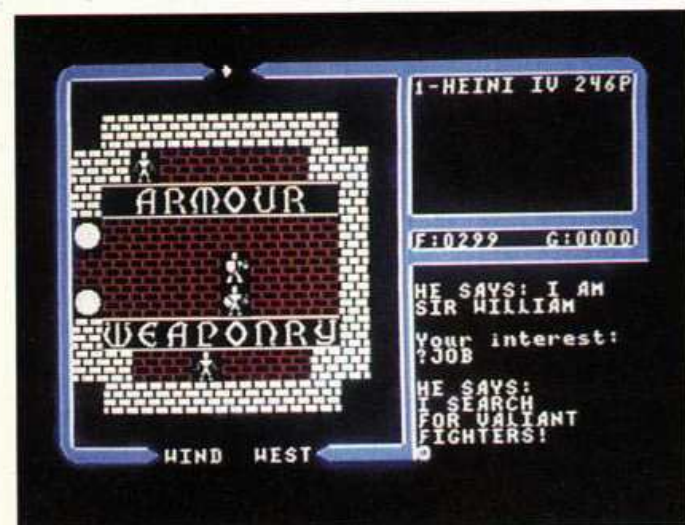 1-HEINI IV 246P
ARMOUR
WEAPONRY
F:0299 G:0000
HE SAYS: I AM
SIR WILLIAM
Your interest:
?JOB
HE SAYS:
I SEARCH
FOR VALIANT
FIGHTERS!
WIND WEST